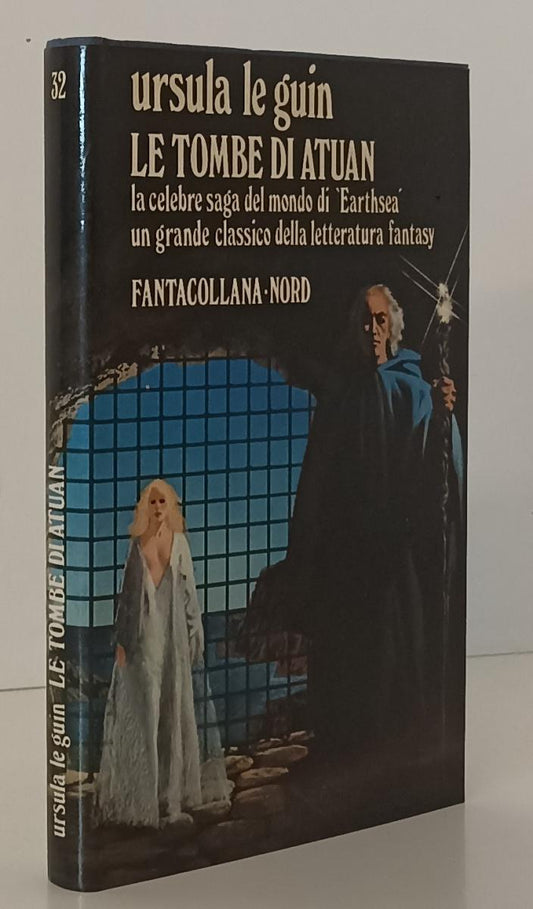 32
ursula le guin LE TOMBE DI ATUAN
ursula le guin
LE TOMBE DI ATUAN
la celebre saga del mondo di 'Earthsea'
un grande classico della letteratura fantasy
FANTACOLLANA·NORD